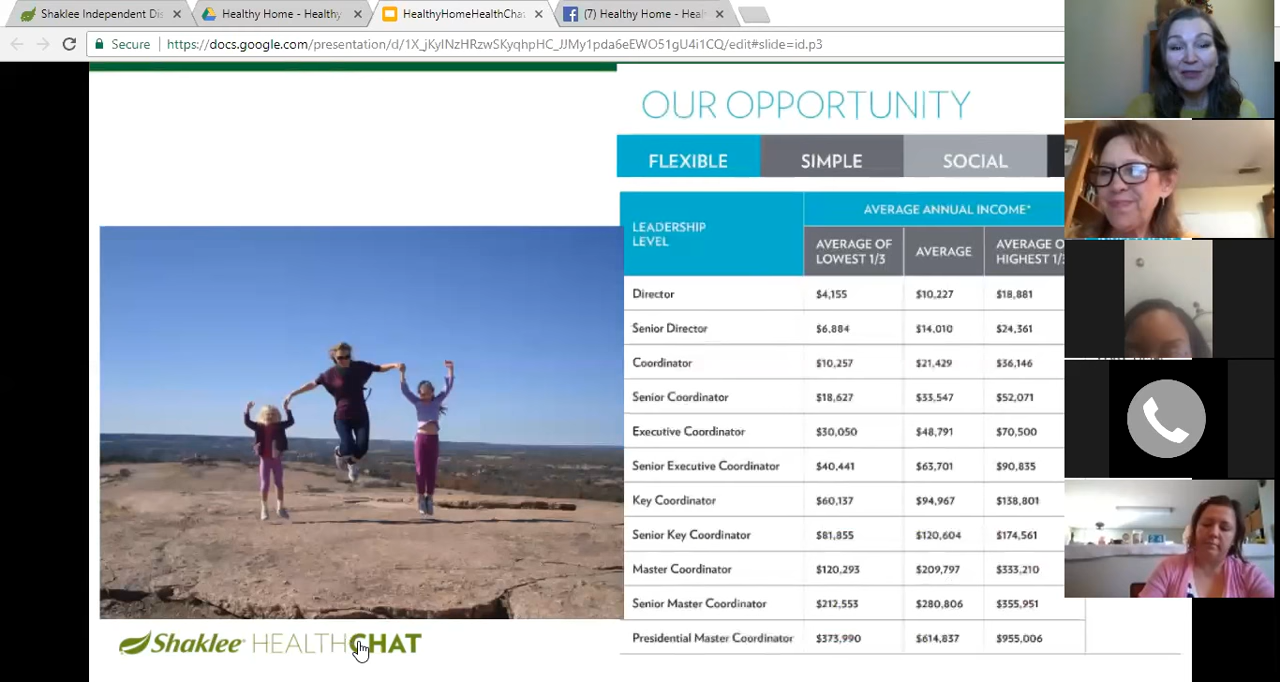 Shaklee Independent Di
Healthy Home - Healthy
HealthyHomeHealthCha
(7) Healthy Home - Heal
Secure
https://docs.google.com/presentation/d/1X_jKyINzHRzwSKyqhpHC_JJMy1pda6eEWO51gU4i1CQ/edit#slide=id.p3
OUR OPPORTUNITY
FLEXIBLE SIMPLE SOCIAL
LEADERSHIP LEVEL
AVERAGE ANNUAL INCOME*
AVERAGE OF LOWEST 1/3
AVERAGE
AVERAGE O HIGHEST 1/3
Director $4,155 $10,227 $18,881
Senior Director $6,884 $14,010 $24,361
Coordinator $10,257 $21,429 $36,146
Senior Coordinator $18,627 $33,547 $52,071
Executive Coordinator $30,050 $48,791 $70,500
Senior Executive Coordinator $40,441 $63,701 $90,835
Key Coordinator $60,137 $94,967 $138,801
Senior Key Coordinator $81,855 $120,604 $174,561
Master Coordinator $120,293 $209,797 $333,210
Senior Master Coordinator $212,553 $280,806 $355,951
Presidential Master Coordinator $373,990 $614,837 $955,006
Shaklee HEALTHCHAT